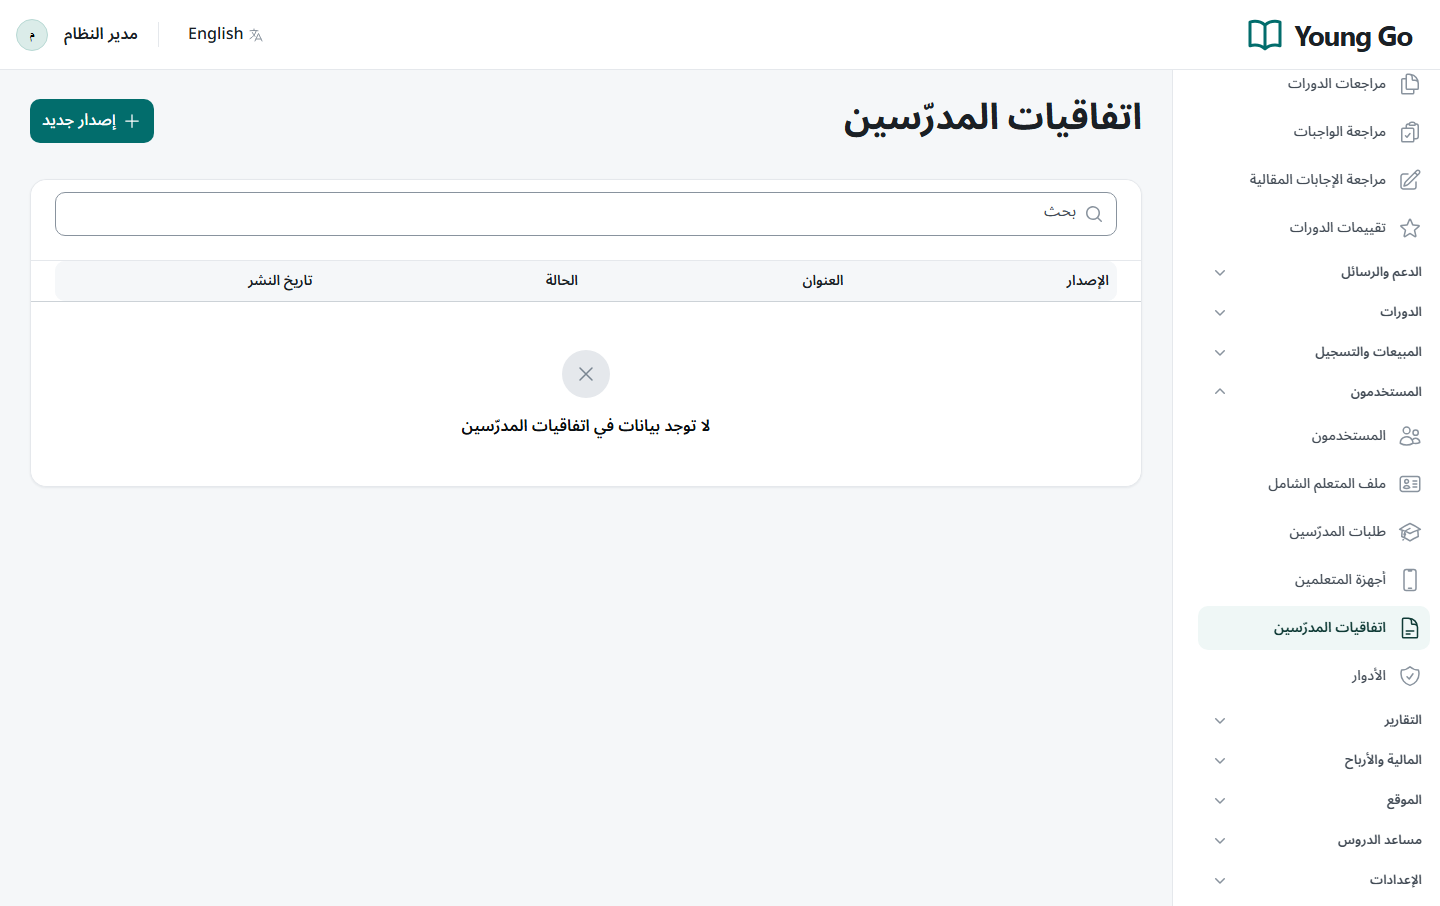 Young Go
English
مدير النظام
م
مراجعات الدورات
مراجعة الواجبات
مراجعة الإجابات المقالية
تقييمات الدورات
الدعم والرسائل
الدورات
المبيعات والتسجيل
المستخدمون
المستخدمون
ملف المتعلم الشامل
طلبات المدرّسين
أجهزة المتعلمين
اتفاقيات المدرّسين
الأدوار
التقارير
المالية والأرباح
الموقع
مساعد الدروس
الإعدادات
اتفاقيات المدرّسين
إصدار جديد
بحث
الإصدار العنوان الحالة تاريخ النشر
لا توجد بيانات في اتفاقيات المدرّسين